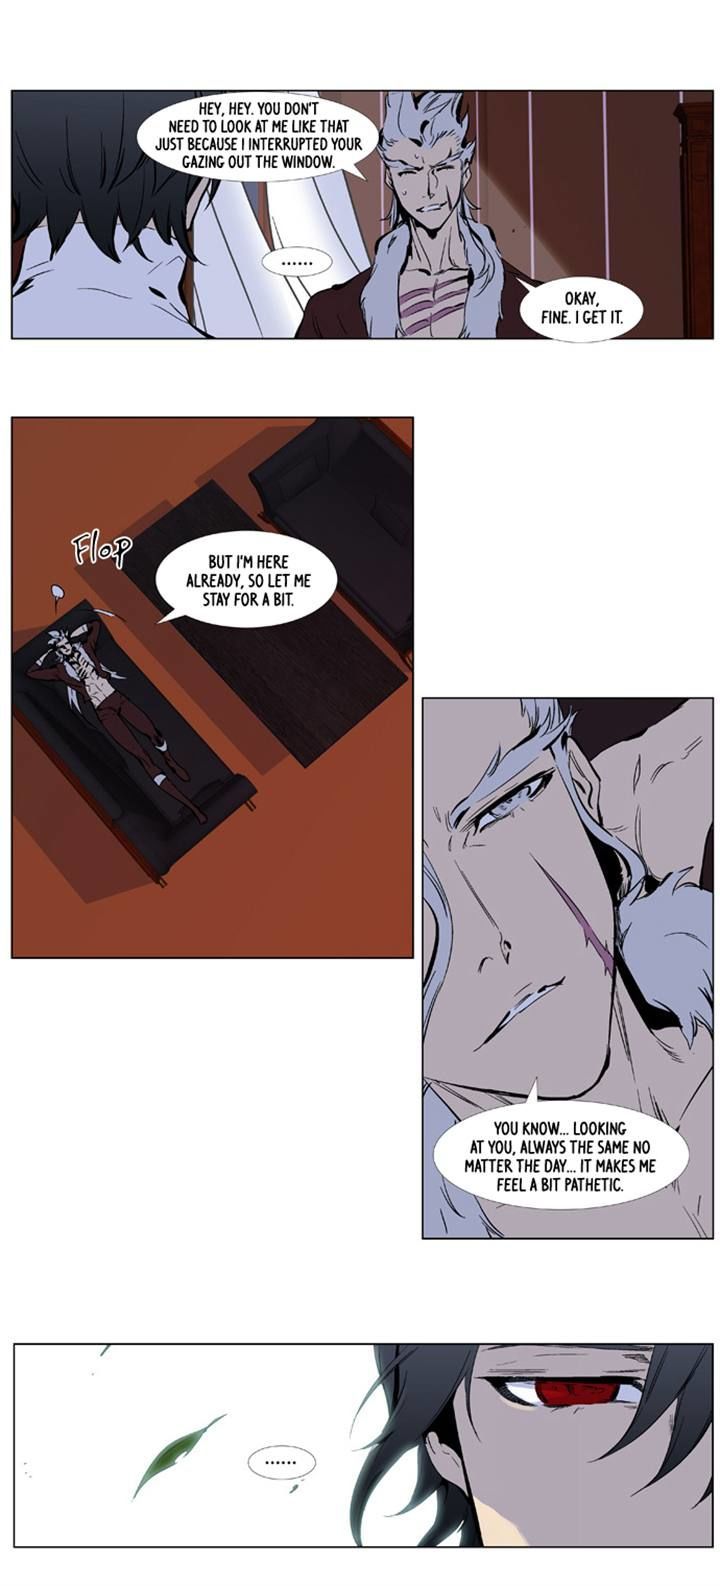 HEY, HEY. YOU DON'T
NEED TO LOOK AT ME LIKE THAT
JUST BECAUSE I INTERRUPTED YOUR
GAZING OUT THE WINDOW.
......
OKAY,
FINE. I GET IT.
Flop
BUT I'M HERE
ALREADY, SO LET ME
STAY FOR A BIT.
YOU KNOW... LOOKING
AT YOU, ALWAYS THE SAME NO
MATTER THE DAY... IT MAKES ME
FEEL A BIT PATHETIC.
......